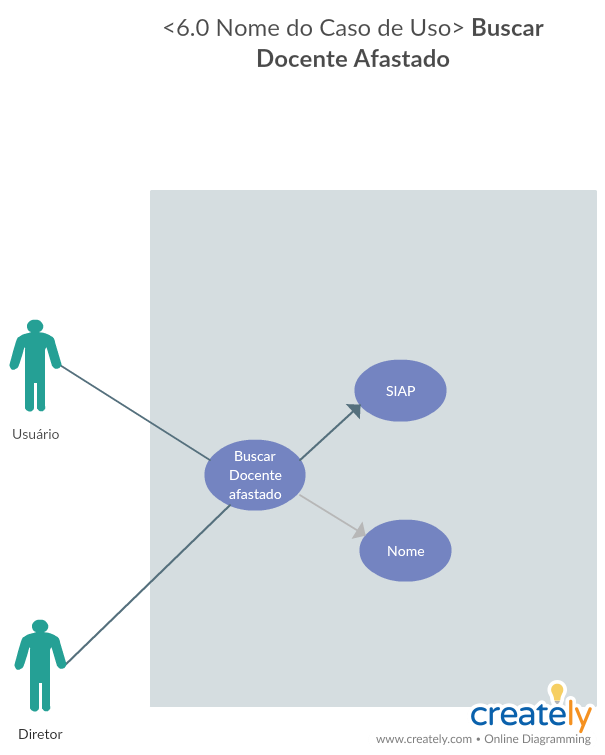 <6.0 Nome do Caso de Uso> Buscar
Docente Afastado
SIAP
Usuário
Buscar
Docente
afastado
Nome
Diretor
creately
www.creately.com • Online Diagramming